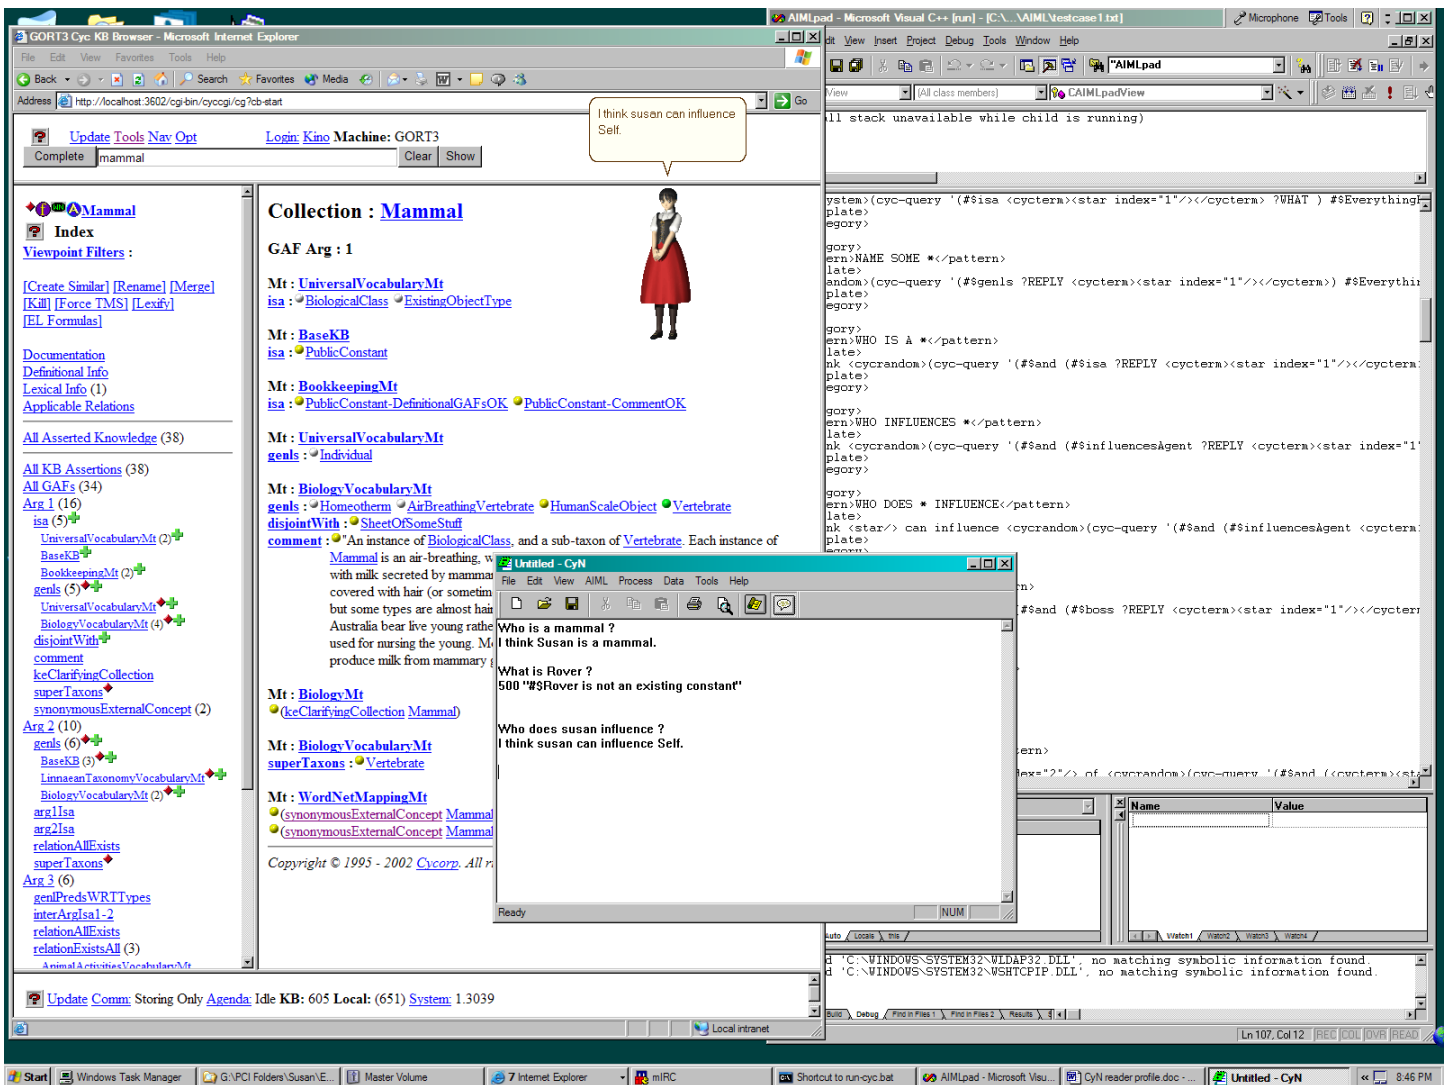 GORT3 Cyc KB Browser - Microsoft Internet Explorer
File Edit View Favorites Tools Help
Back Search Favorites Media
Address http://localhost:3602/cgi-bin/cyccgi/cg?cb-start Go
Update Tools Nav Opt Login: Kino Machine: GORT3
Complete mammal Clear Show
I think susan can influence
Self.
Mammal
Index
Viewpoint Filters :
[Create Similar] [Rename] [Merge]
[Kill] [Force TMS] [Lexify]
[EL Formulas]
Documentation
Definitional Info
Lexical Info (1)
Applicable Relations
All Asserted Knowledge (38)
All KB Assertions (38)
All GAFs (34)
Arg 1 (16)
isa (5)
UniversalVocabularyMt (2)
BaseKB
BookkeepingMt (2)
genls (5)
UniversalVocabularyMt
BiologyVocabularyMt (4)
disjointWith
comment
keClarifyingCollection
superTaxons
synonymousExternalConcept (2)
Arg 2 (10)
genls (6)
BaseKB (3)
LinnaeanTaxonomyVocabularyMt
BiologyVocabularyMt (2)
arg1Isa
arg2Isa
relationAllExists
superTaxons
Arg 3 (6)
genlPredsWRTTypes
interArgIsa1-2
relationAllExists
relationExistsAll (3)
AnimalActivitiesVocabularyMt
Collection : Mammal
GAF Arg : 1
Mt : UniversalVocabularyMt
isa : BiologicalClass ExistingObjectType
Mt : BaseKB
isa : PublicConstant
Mt : BookkeepingMt
isa : PublicConstant-DefinitionalGAFsOK PublicConstant-CommentOK
Mt : UniversalVocabularyMt
genls : Individual
Mt : BiologyVocabularyMt
genls : Homeotherm AirBreathingVertebrate HumanScaleObject Vertebrate
disjointWith : SheetOfSomeStuff
comment : "An instance of BiologicalClass, and a sub-taxon of Vertebrate. Each instance of
Mammal is an air-breathing, w
with milk secreted by mammar
covered with hair (or sometim
but some types are almost hair
Australia bear live young rathe
used for nursing the young. M
produce milk from mammary g
Mt : BiologyMt
(keClarifyingCollection Mammal)
Mt : BiologyVocabularyMt
superTaxons : Vertebrate
Mt : WordNetMappingMt
(synonymousExternalConcept Mammal
(synonymousExternalConcept Mammal
Copyright © 1995 - 2002 Cycorp. All r
Update Comm: Storing Only Agenda: Idle KB: 605 Local: (651) System: 1.3039
Local intranet
AIMLpad - Microsoft Visual C++ [run] - [C:\...\AIML\testcase1.txt]
Microphone Tools
dit View Insert Project Debug Tools Window Help
"AIMLpad
View (All class members) CAIMLpadView
ll stack unavailable while child is running)
ystem>(cyc-query '(#$isa <cycterm><star index="1"/></cycterm> ?WHAT ) #$Everything
plate>
egory>
gory>
ern>NAME SOME *</pattern>
late>
andom>(cyc-query '(#$genls ?REPLY <cycterm><star index="1"/></cycterm>) #$Everythi
plate>
egory>
gory>
ern>WHO IS A *</pattern>
late>
nk <cycrandom>(cyc-query '(#$and (#$isa ?REPLY <cycterm><star index="1"/></cycterm
plate>
egory>
gory>
ern>WHO INFLUENCES *</pattern>
late>
nk <cycrandom>(cyc-query '(#$and (#$influencesAgent ?REPLY <cycterm><star index="1"
plate>
egory>
gory>
ern>WHO DOES * INFLUENCE</pattern>
late>
nk <star/> can influence <cycrandom>(cyc-query '(#$and (#$influencesAgent <cycterm
plate>
n>
#$and (#$boss ?REPLY <cycterm><star index="1"/></cyctern
ern>
dex="2"/> of <cycrandom>(cyc-query '(#$and (<cycterm><sta
Untitled - CyN
File Edit View AIML Process Data Tools Help
Who is a mammal ?
I think Susan is a mammal.
What is Rover ?
500 "#$Rover is not an existing constant"
Who does susan influence ?
I think susan can influence Self.
Ready NUM
Name Value
Auto Locals this
Watch1 Watch2 Watch3 Watch4
d 'C:\WINDOWS\SYSTEM32\WLDAP32.DLL', no matching symbolic information found.
d 'C:\WINDOWS\SYSTEM32\WSHTCPIP.DLL', no matching symbolic information found.
Build Debug Find in Files 1 Find in Files 2 Results
Ln 107, Col 12 REC COL OVR READ
Start Windows Task Manager G:\PCI Folders\Susan\E... Master Volume 7 Internet Explorer mIRC Shortcut to run-cyc.bat AIMLpad - Microsoft Visu... CyN reader profile.doc - ... Untitled - CyN 8:46 PM